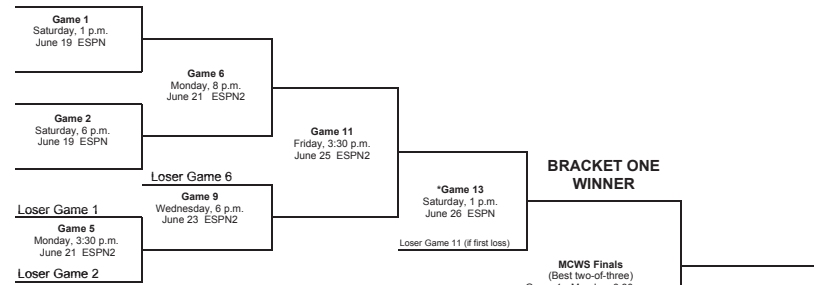 Game 1
Saturday, 1 p.m.
June 19 ESPN
Game 6
Monday, 8 p.m.
June 21 ESPN2
Game 2
Saturday, 6 p.m.
June 19 ESPN
Game 11
Friday, 3:30 p.m.
June 25 ESPN2
Loser Game 6
Game 9
Wednesday, 6 p.m.
June 23 ESPN2
Loser Game 1
Game 5
Monday, 3:30 p.m.
June 21 ESPN2
Loser Game 2
*Game 13
Saturday, 1 p.m.
June 26 ESPN
Loser Game 11 (if first loss)
BRACKET ONE
WINNER
MCWS Finals
(Best two-of-three)